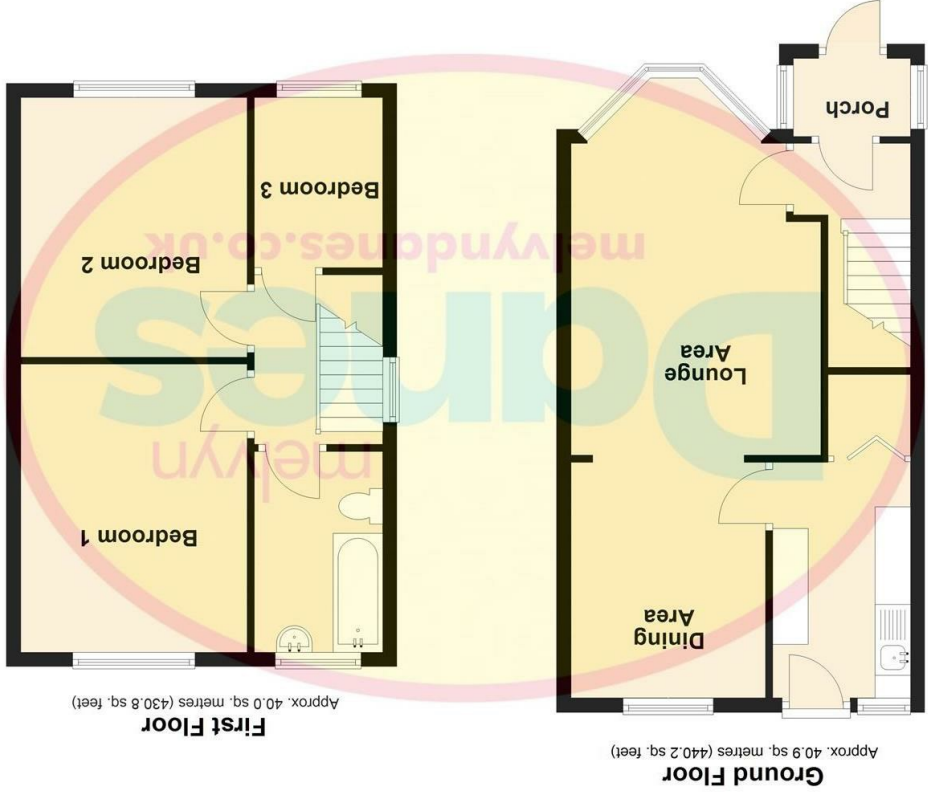 Ground Floor
Approx. 40.9 sq. metres (440.2 sq. feet)
Dining
Area
Lounge
Area
Porch
First Floor
Approx. 40.0 sq. metres (430.8 sq. feet)
Bedroom 1
Bedroom 2
Bedroom 3
melyvn
Danes
melvyndanes.co.uk